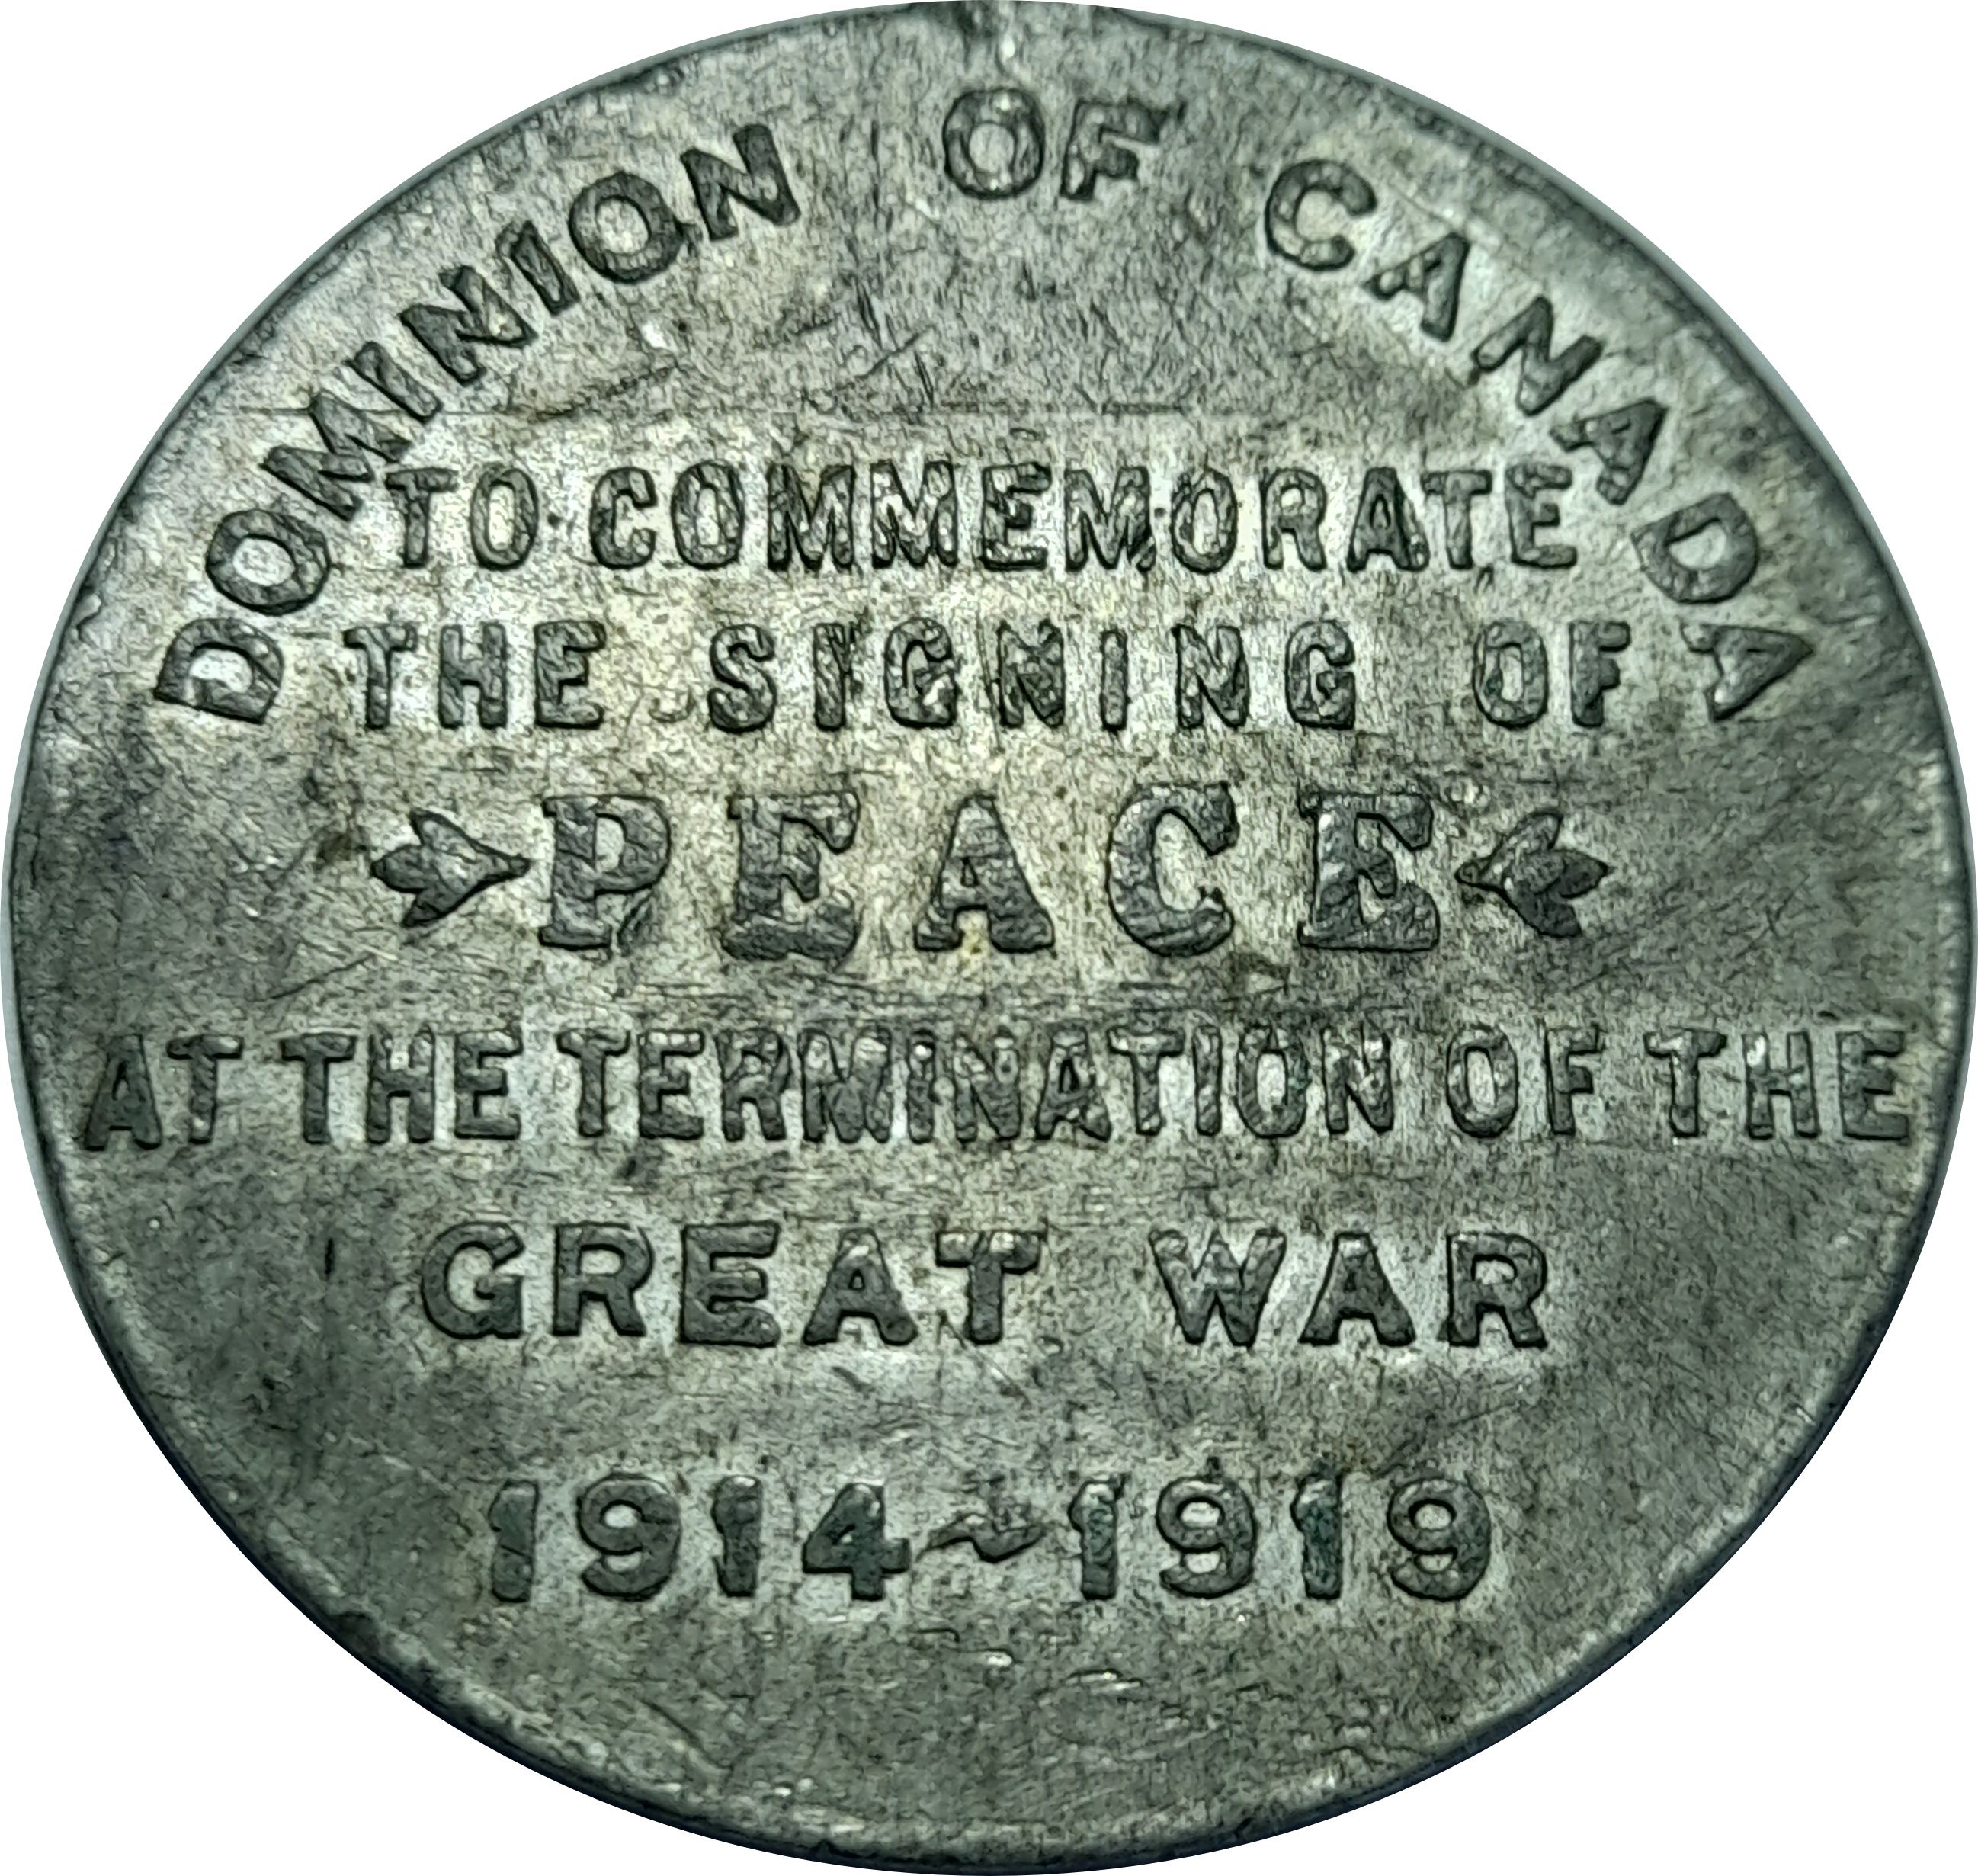 DOMINION OF CANADA
TO COMMEMORATE
THE SIGNING OF
PEACE
AT THE TERMINATION OF THE
GREAT WAR
1914~1919